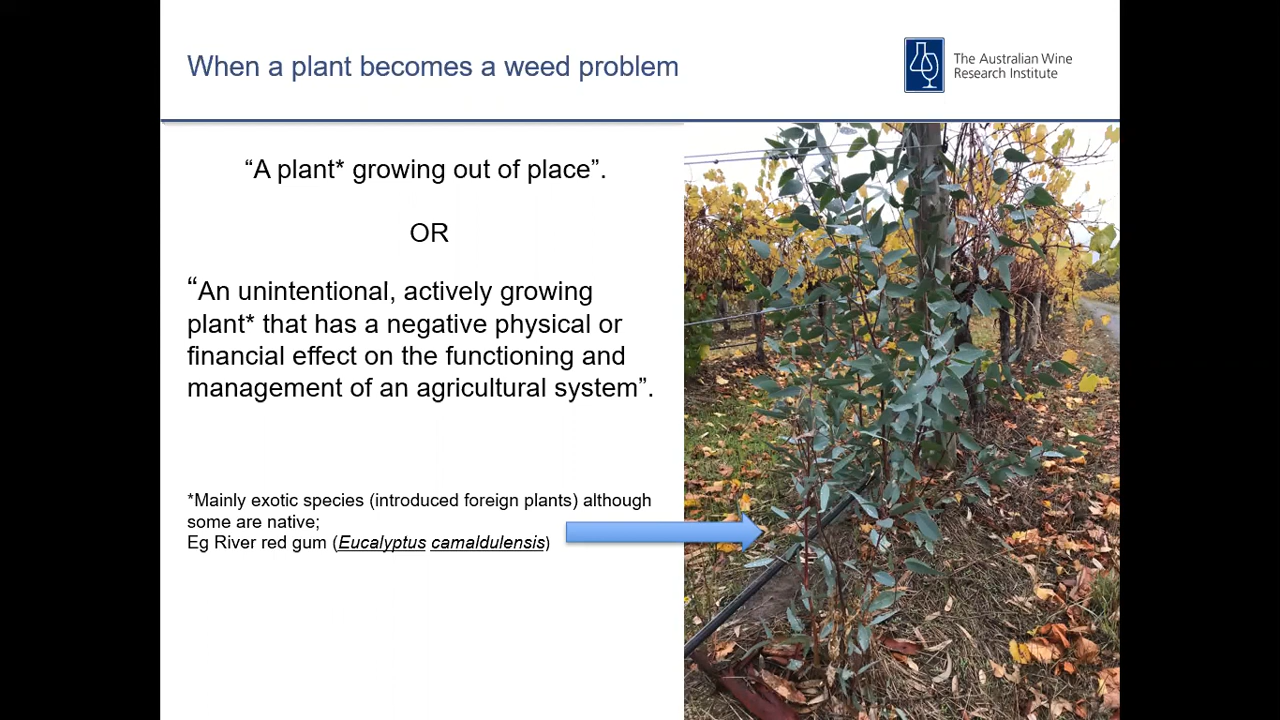 When a plant becomes a weed problem
The Australian Wine
Research Institute
“A plant* growing out of place”.
OR
“An unintentional, actively growing
plant* that has a negative physical or
financial effect on the functioning and
management of an agricultural system”.
*Mainly exotic species (introduced foreign plants) although
some are native;
Eg River red gum (Eucalyptus camaldulensis)